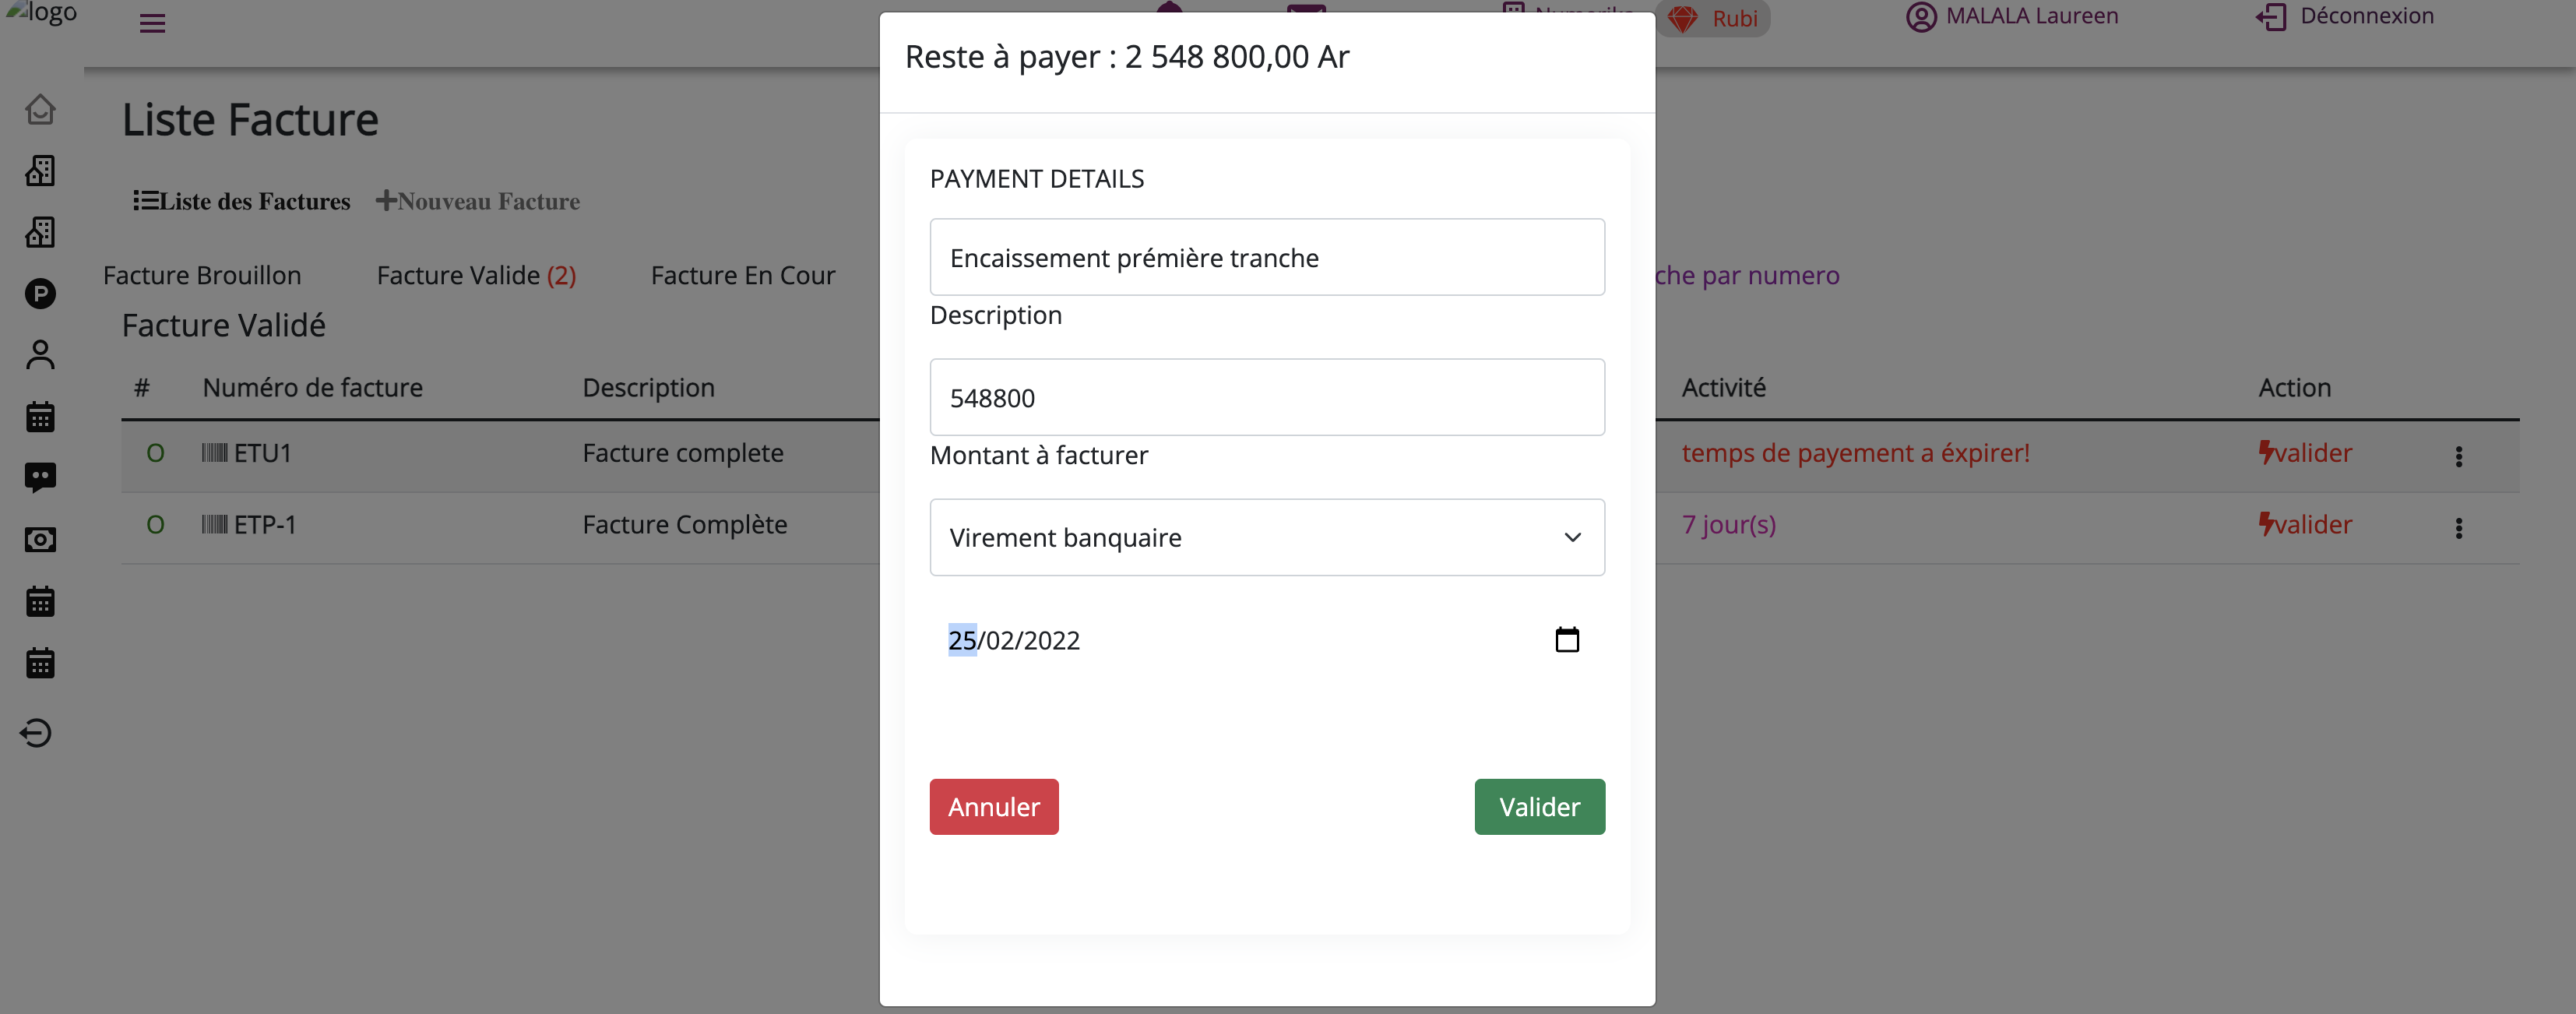 logo
Rubi
MALALA Laureen
Déconnexion
Reste à payer : 2 548 800,00 Ar
Liste Facture
Liste des Factures
Nouveau Facture
Facture Brouillon
Facture Valide (2)
Facture En Cour
che par numero
Facture Validé
# Numéro de facture Description Activité Action
O ETU1 Facture complete temps de payement a éxpirer! valider
O ETP-1 Facture Complète 7 jour(s) valider
PAYMENT DETAILS
Encaissement prémière tranche
Description
548800
Montant à facturer
Virement banquaire
25/02/2022
Annuler
Valider